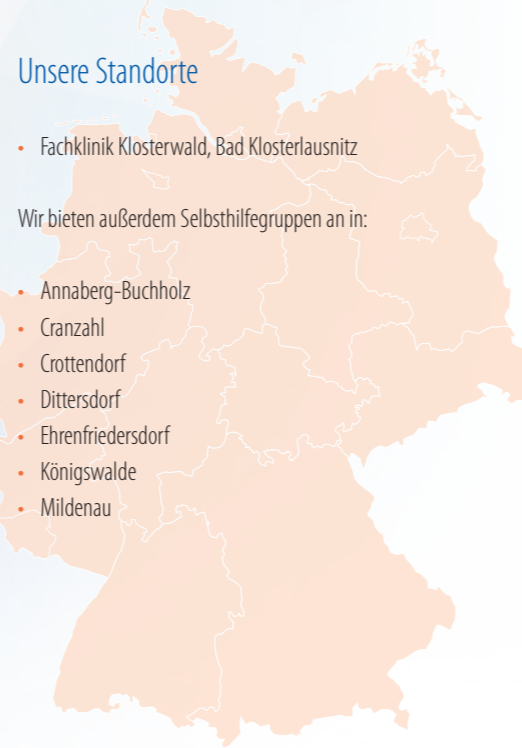 Unsere Standorte
• Fachklinik Klosterwald, Bad Klosterlausnitz
Wir bieten außerdem Selbsthilfegruppen an in:
• Annaberg-Buchholz
• Cranzahl
• Crottendorf
• Dittersdorf
• Ehrenfriedersdorf
• Königswalde
• Mildenau